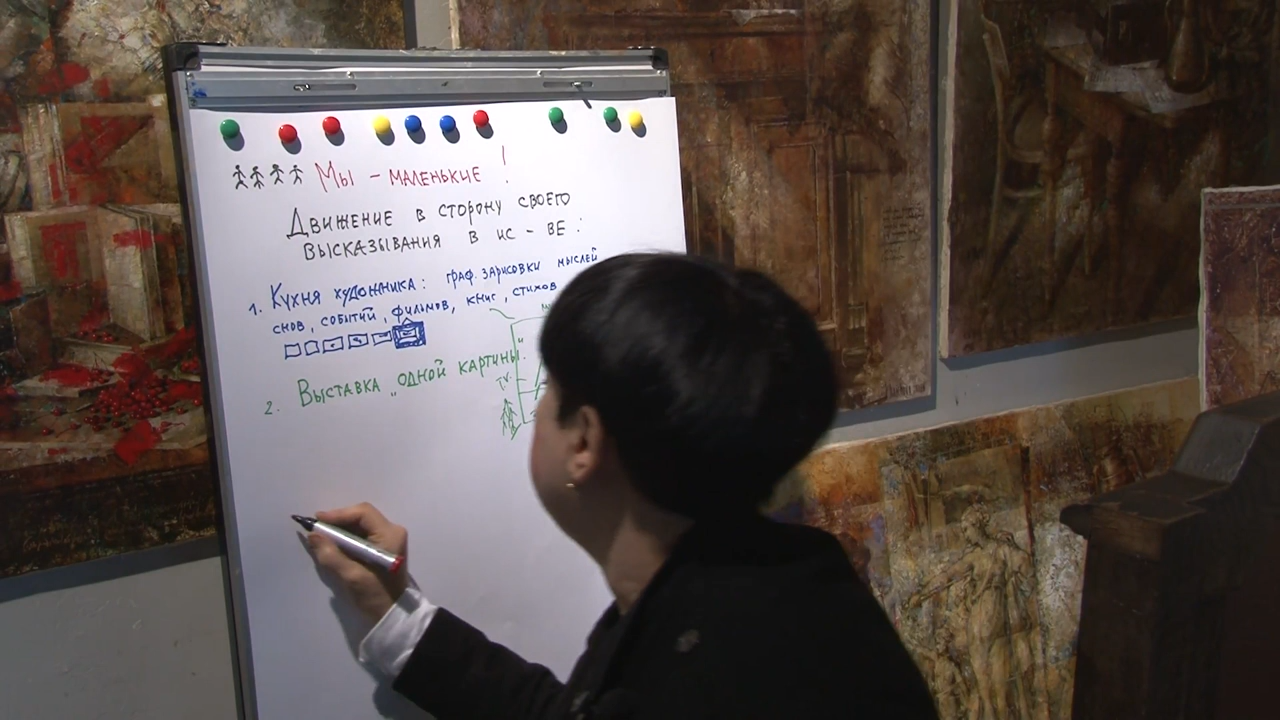 Мы - маленькие !
Движение в сторону своего
высказывания в ис - ве :
1. Кухня художника : граф. зарисовки мыслей
снов, событий, фильмов, книг, стихов
2. Выставка „одной картины".